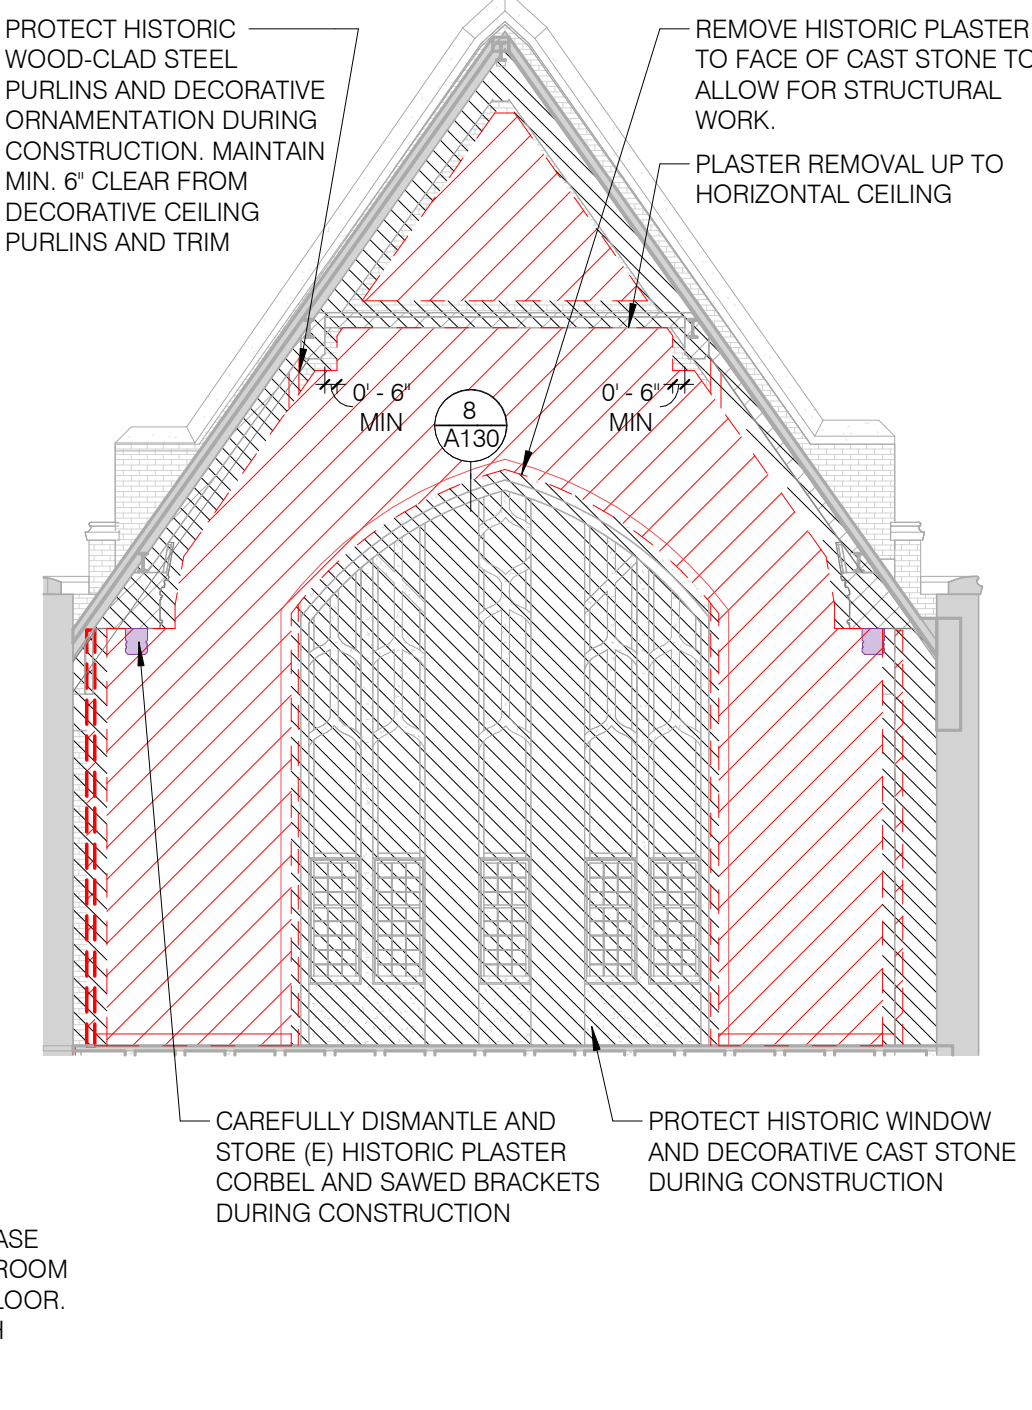 PROTECT HISTORIC
WOOD-CLAD STEEL
PURLINS AND DECORATIVE
ORNAMENTATION DURING
CONSTRUCTION. MAINTAIN
MIN. 6" CLEAR FROM
DECORATIVE CEILING
PURLINS AND TRIM
REMOVE HISTORIC PLASTER
TO FACE OF CAST STONE TO
ALLOW FOR STRUCTURAL
WORK.
PLASTER REMOVAL UP TO
HORIZONTAL CEILING
0' - 6"
MIN
8
A130
0' - 6"
MIN
CAREFULLY DISMANTLE AND
STORE (E) HISTORIC PLASTER
CORBEL AND SAWED BRACKETS
DURING CONSTRUCTION
PROTECT HISTORIC WINDOW
AND DECORATIVE CAST STONE
DURING CONSTRUCTION
ASE
ROOM
LOOR.
H